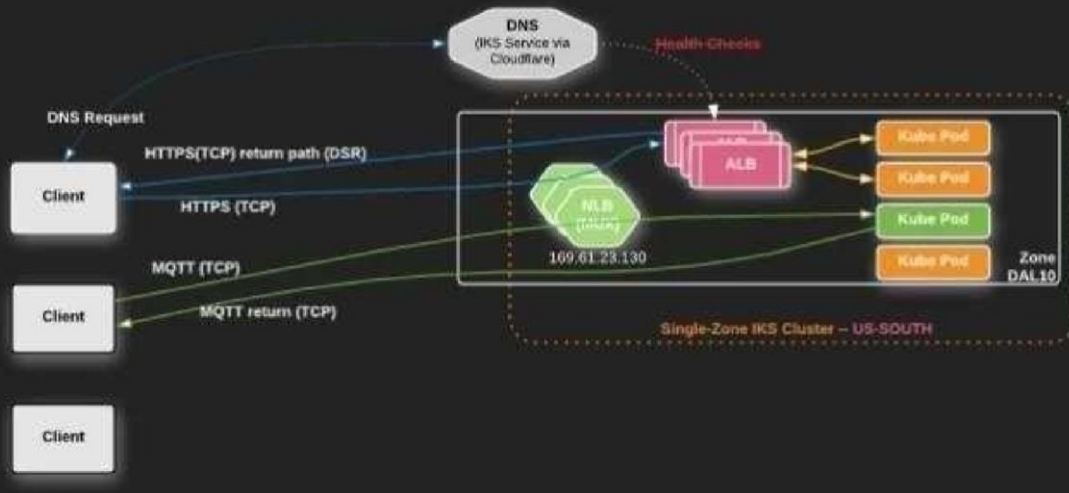 DNS
(IKS Service via
Cloudflare)
Health Checks
DNS Request
HTTPS(TCP) return path (DSR)
Client
HTTPS (TCP)
ALB
ALB
Kube Pod
Kube Pod
Kube Pod
Kube Pod
NLB
169.61.23.130
Zone
DAL10
MQTT (TCP)
Client
MQTT return (TCP)
Single-Zone IKS Cluster – US-SOUTH
Client